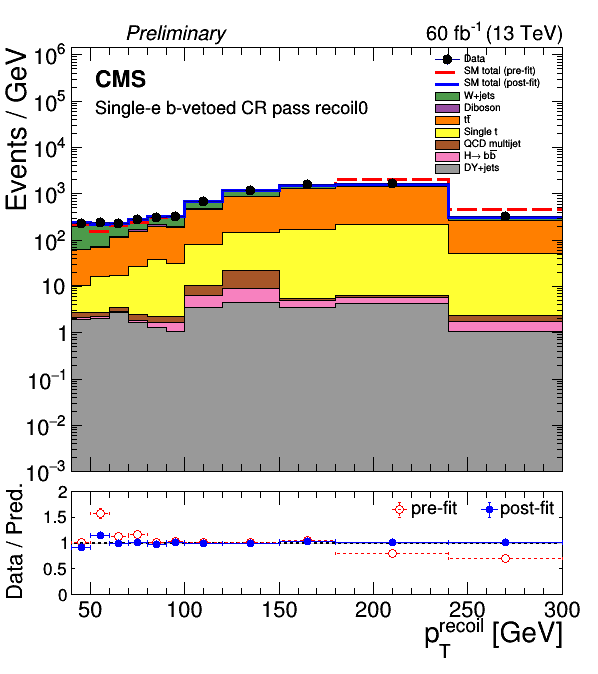 Preliminary 60 fb⁻¹ (13 TeV)
CMS
Single-e b-vetoed CR pass recoil0
Data
SM total (pre-fit)
SM total (post-fit)
W+jets
Diboson
tt̅
Single t
QCD multijet
H→ bb̅
DY+jets
Events / GeV
10⁶
10⁵
10⁴
10³
10²
10
1
10⁻¹
10⁻²
10⁻³
pre-fit post-fit
Data / Pred.
2
1.5
1
0.5
0
50 100 150 200 250 300
p_T^recoil [GeV]